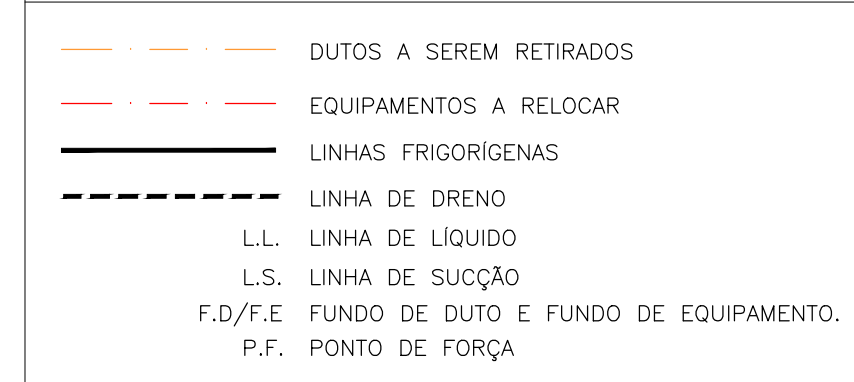 DUTOS A SEREM RETIRADOS
EQUIPAMENTOS A RELOCAR
LINHAS FRIGORÍGENAS
LINHA DE DRENO
L.L. LINHA DE LÍQUIDO
L.S. LINHA DE SUCÇÃO
F.D/F.E FUNDO DE DUTO E FUNDO DE EQUIPAMENTO.
P.F. PONTO DE FORÇA